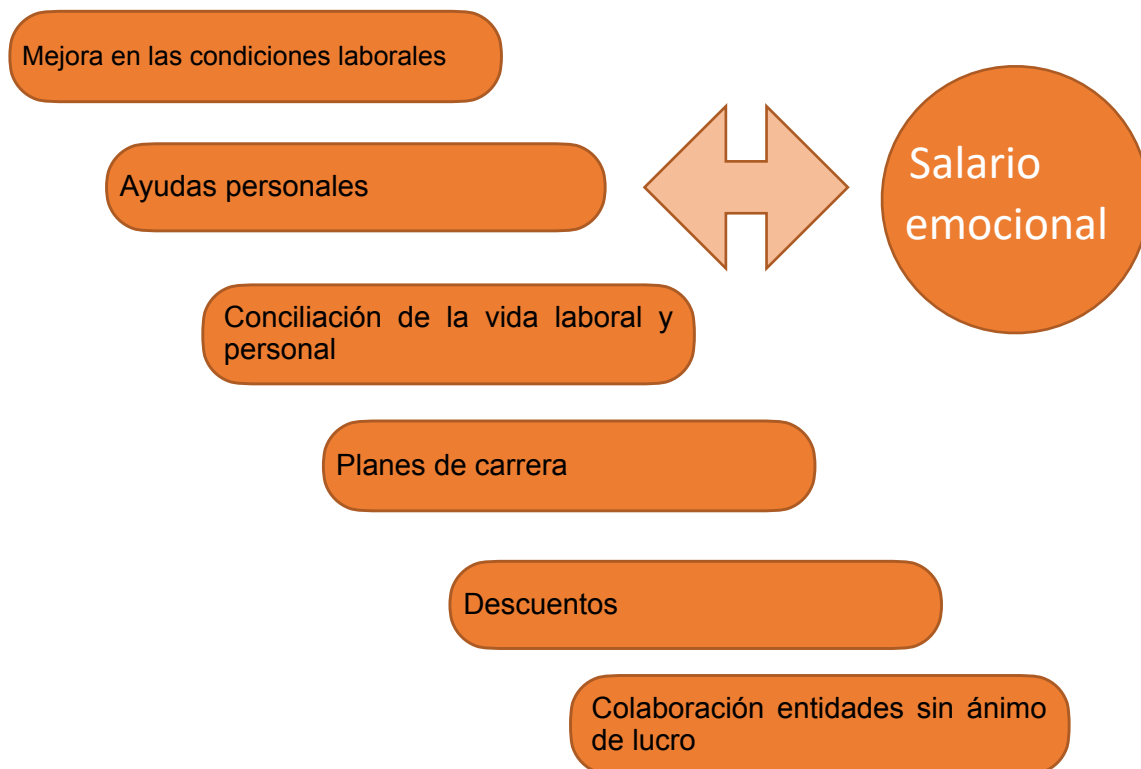 Mejora en las condiciones laborales
Ayudas personales
Salario
emocional
Conciliación de la vida laboral y
personal
Planes de carrera
Descuentos
Colaboración entidades sin ánimo
de lucro